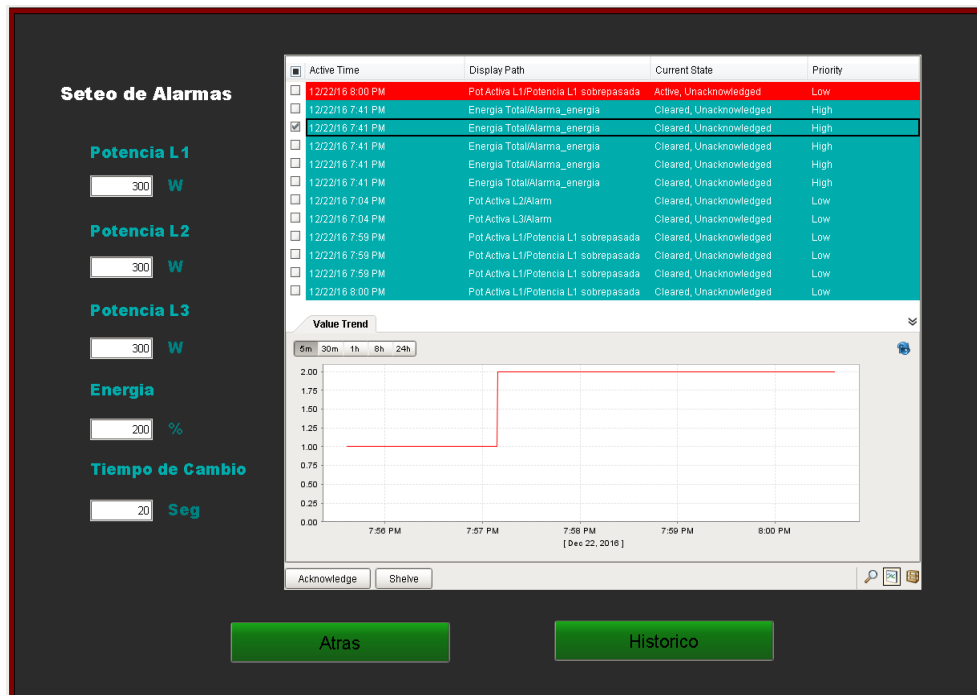 Seteo de Alarmas
Potencia L1
300 W
Potencia L2
300 W
Potencia L3
300 W
Energia
200 %
Tiempo de Cambio
20 Seg
Active Time Display Path Current State Priority
12/22/16 8:00 PM Pot Activa L1/Potencia L1 sobrepasada Active, Unacknowledged Low
12/22/16 7:41 PM Energia Total/Alarma_energia Cleared, Unacknowledged High
12/22/16 7:41 PM Energia Total/Alarma_energia Cleared, Unacknowledged High
12/22/16 7:41 PM Energia Total/Alarma_energia Cleared, Unacknowledged High
12/22/16 7:41 PM Energia Total/Alarma_energia Cleared, Unacknowledged High
12/22/16 7:41 PM Energia Total/Alarma_energia Cleared, Unacknowledged High
12/22/16 7:04 PM Pot Activa L2/Alarm Cleared, Unacknowledged Low
12/22/16 7:04 PM Pot Activa L3/Alarm Cleared, Unacknowledged Low
12/22/16 7:59 PM Pot Activa L1/Potencia L1 sobrepasada Cleared, Unacknowledged Low
12/22/16 7:59 PM Pot Activa L1/Potencia L1 sobrepasada Cleared, Unacknowledged Low
12/22/16 7:59 PM Pot Activa L1/Potencia L1 sobrepasada Cleared, Unacknowledged Low
12/22/16 8:00 PM Pot Activa L1/Potencia L1 sobrepasada Cleared, Unacknowledged Low
Value Trend
5m 30m 1h 8h 24h
2.00
1.75
1.50
1.25
1.00
0.75
0.50
0.25
0.00
7:56 PM 7:57 PM 7:58 PM 7:59 PM 8:00 PM
[ Dec 22, 2016 ]
Acknowledge Shelve
Atras Historico